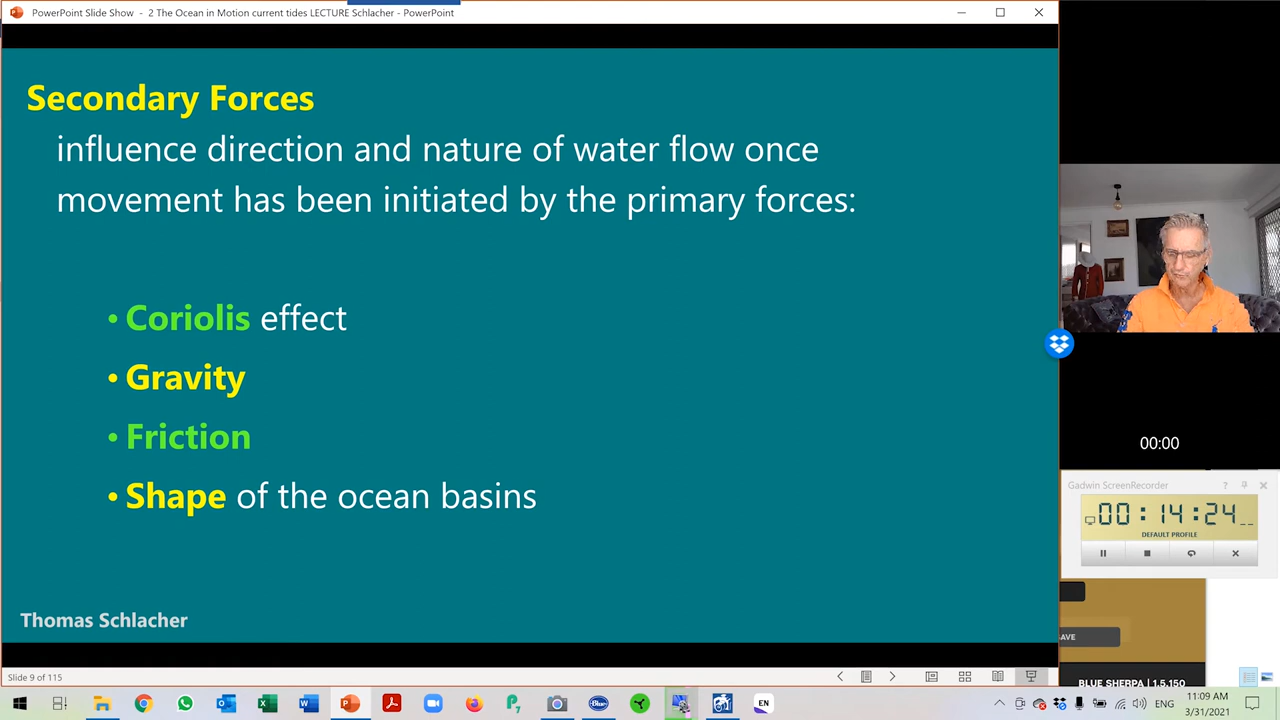 PowerPoint Slide Show - 2 The Ocean in Motion current tides LECTURE Schlacher - PowerPoint
Secondary Forces
influence direction and nature of water flow once
movement has been initiated by the primary forces:
• Coriolis effect
• Gravity
• Friction
• Shape of the ocean basins
Thomas Schlacher
00:00
Gadwin ScreenRecorder
00:14:24
DEFAULT PROFILE
AVE
BLUE SHERPA | 1.5.150
Slide 9 of 115
EN
ENG
11:09 AM
3/31/2021